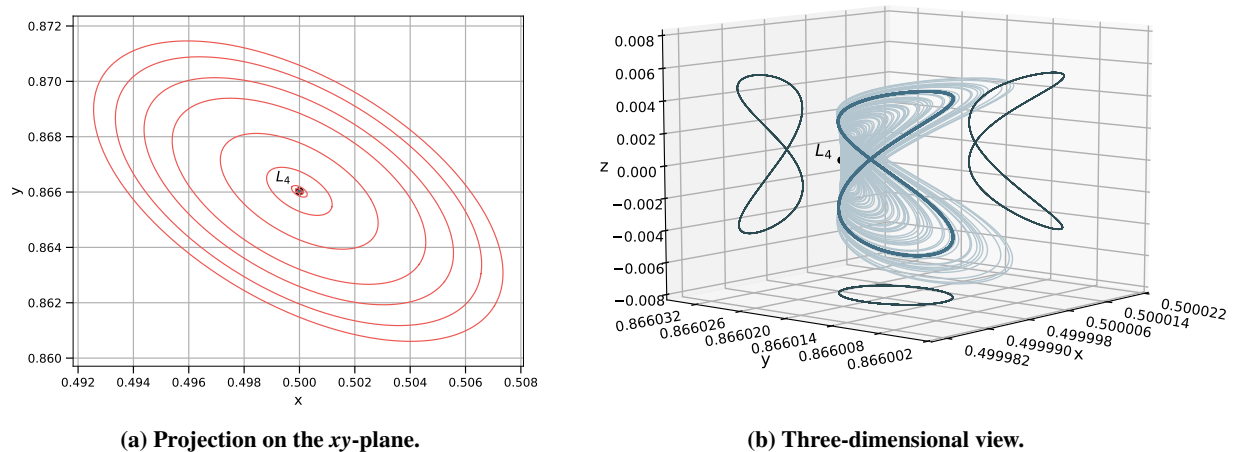 0.872
0.870
0.868
0.866
0.864
0.862
0.860
y
L4
0.492 0.494 0.496 0.498 0.500 0.502 0.504 0.506 0.508
x
(a) Projection on the xy-plane.
0.008
0.006
0.004
0.002
0.000
−0.002
−0.004
−0.006
−0.008
z
L4
0.866032 0.866026 0.866020 0.866014 0.866008 0.866002
y
0.499982 0.499990 0.499998 0.500006 0.500014 0.500022
x
(b) Three-dimensional view.